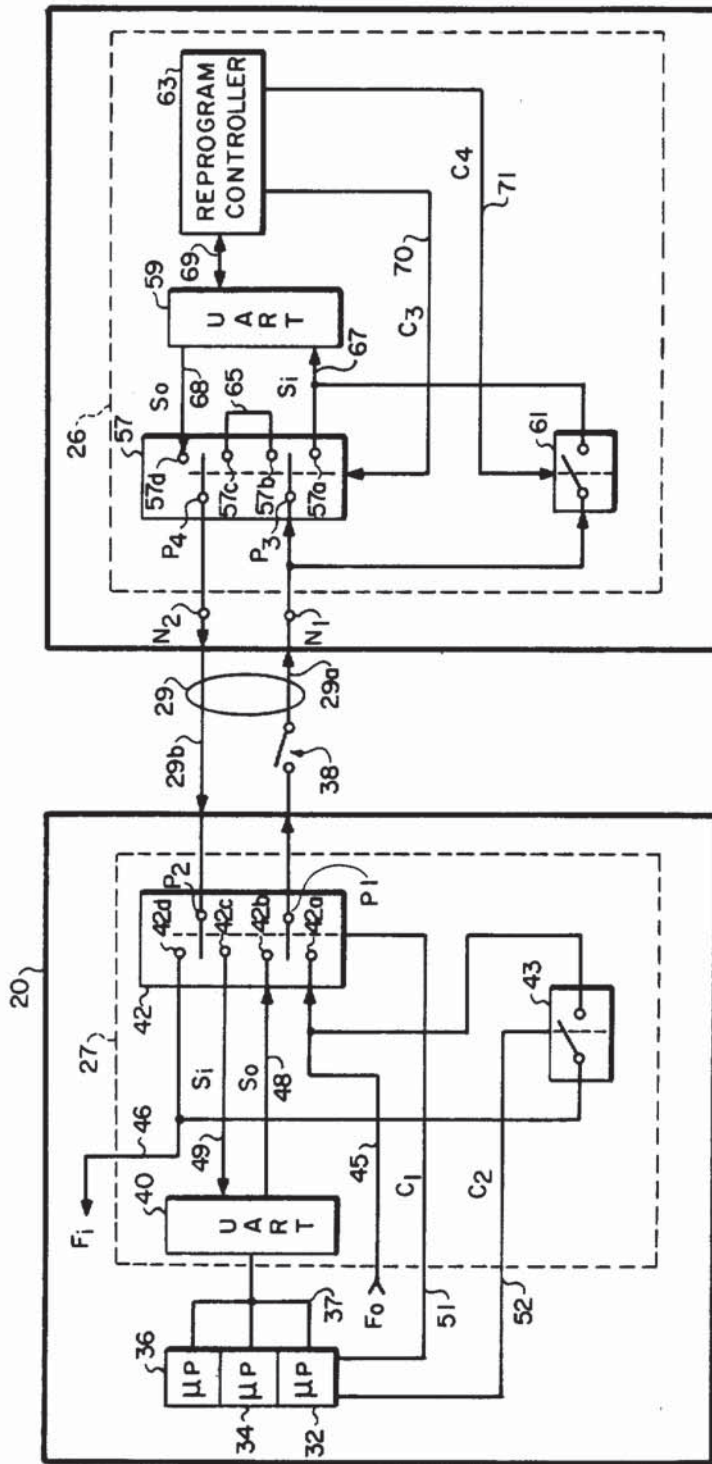 20
27
36
μP
μP
μP
34
32
37
40
UART
Fi
46
49
Si
So
48
45
Fo
C1
51
C2
52
42
42d
P2
42c
42b
42a
P1
43
29b
29
29a
38
N2
N1
26
57
57d
P4
57c
57b
P3
57a
65
So
68
Si
67
59
UART
69
63
REPROGRAM
CONTROLLER
C3
70
C4
71
61